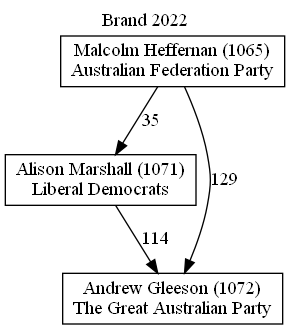 Brand 2022
Malcolm Heffernan (1065)
Australian Federation Party
35
Alison Marshall (1071)
Liberal Democrats
129
114
Andrew Gleeson (1072)
The Great Australian Party